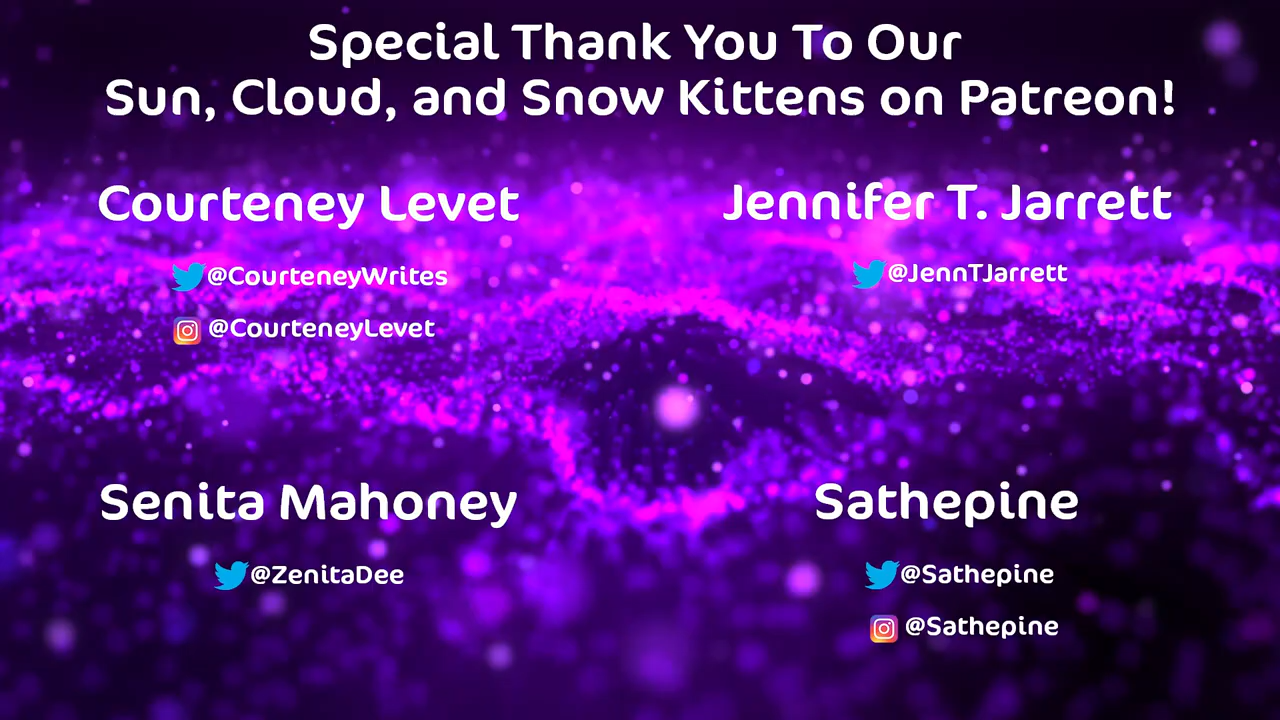 Special Thank You To Our
Sun, Cloud, and Snow Kittens on Patreon!
Courteney Levet
@CourteneyWrites
@CourteneyLevet
Jennifer T. Jarrett
@JennTJarrett
Senita Mahoney
@ZenitaDee
Sathepine
@Sathepine
@Sathepine